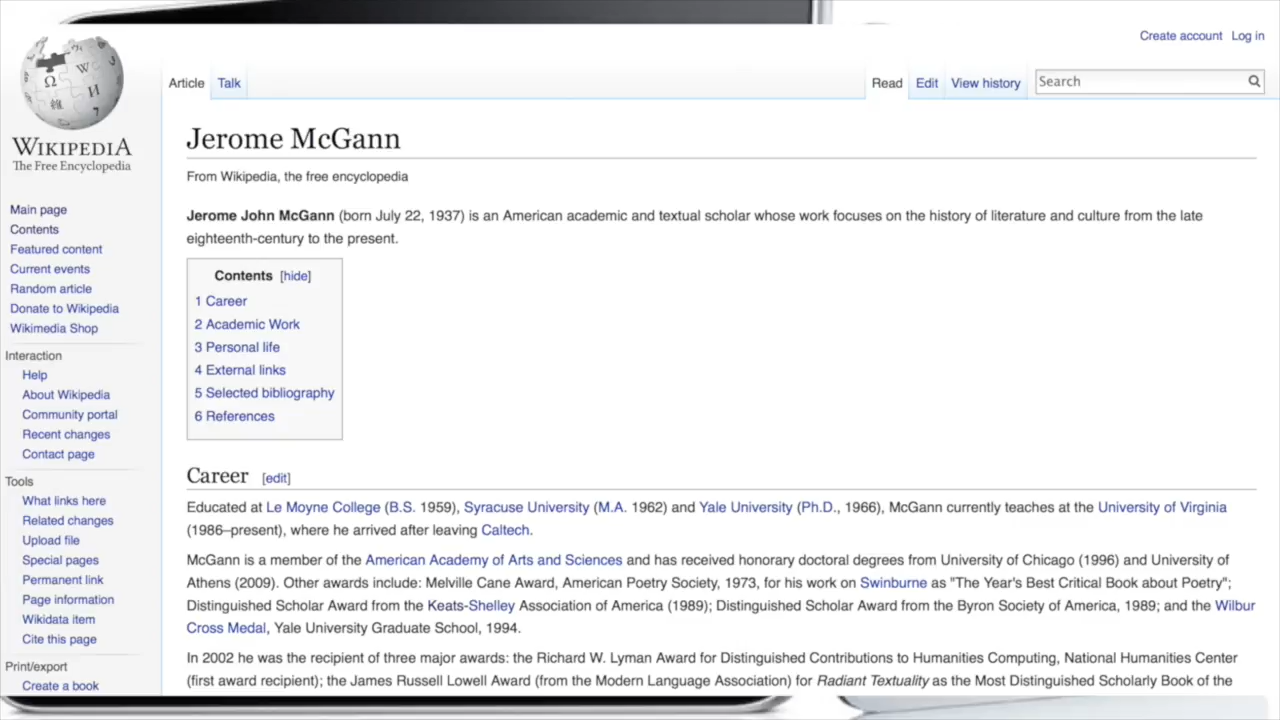 Create account Log in
Article Talk Read Edit View history Search
WIKIPEDIA
The Free Encyclopedia
Main page
Contents
Featured content
Current events
Random article
Donate to Wikipedia
Wikimedia Shop
Interaction
Help
About Wikipedia
Community portal
Recent changes
Contact page
Tools
What links here
Related changes
Upload file
Special pages
Permanent link
Page information
Wikidata item
Cite this page
Print/export
Create a book
Jerome McGann
From Wikipedia, the free encyclopedia
Jerome John McGann (born July 22, 1937) is an American academic and textual scholar whose work focuses on the history of literature and culture from the late
eighteenth-century to the present.
Contents [hide]
1 Career
2 Academic Work
3 Personal life
4 External links
5 Selected bibliography
6 References
Career [edit]
Educated at Le Moyne College (B.S. 1959), Syracuse University (M.A. 1962) and Yale University (Ph.D., 1966), McGann currently teaches at the University of Virginia
(1986–present), where he arrived after leaving Caltech.
McGann is a member of the American Academy of Arts and Sciences and has received honorary doctoral degrees from University of Chicago (1996) and University of
Athens (2009). Other awards include: Melville Cane Award, American Poetry Society, 1973, for his work on Swinburne as "The Year's Best Critical Book about Poetry";
Distinguished Scholar Award from the Keats-Shelley Association of America (1989); Distinguished Scholar Award from the Byron Society of America, 1989; and the Wilbur
Cross Medal, Yale University Graduate School, 1994.
In 2002 he was the recipient of three major awards: the Richard W. Lyman Award for Distinguished Contributions to Humanities Computing, National Humanities Center
(first award recipient); the James Russell Lowell Award (from the Modern Language Association) for Radiant Textuality as the Most Distinguished Scholarly Book of the